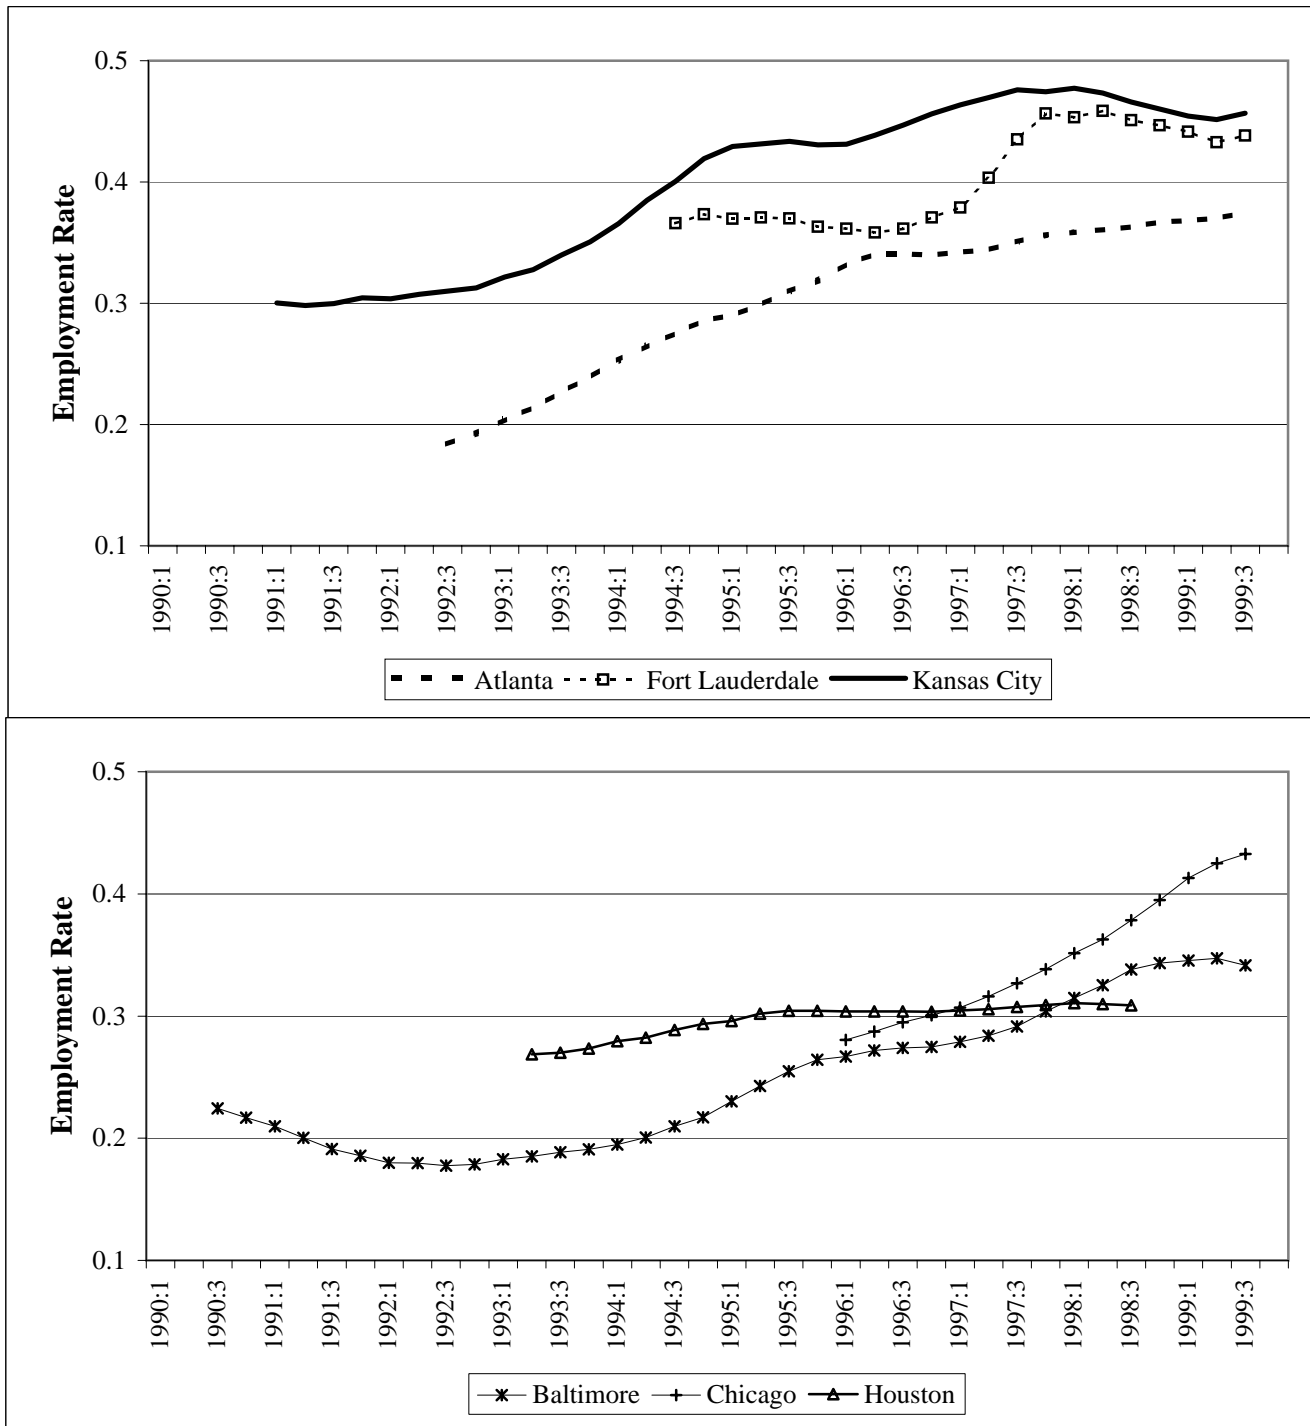 0.5
0.4
0.3
0.2
0.1
Employment Rate
1990:1 1990:3 1991:1 1991:3 1992:1 1992:3 1993:1 1993:3 1994:1 1994:3 1995:1 1995:3 1996:1 1996:3 1997:1 1997:3 1998:1 1998:3 1999:1 1999:3
Atlanta Fort Lauderdale Kansas City
0.5
0.4
0.3
0.2
0.1
Employment Rate
1990:1 1990:3 1991:1 1991:3 1992:1 1992:3 1993:1 1993:3 1994:1 1994:3 1995:1 1995:3 1996:1 1996:3 1997:1 1997:3 1998:1 1998:3 1999:1 1999:3
Baltimore Chicago Houston